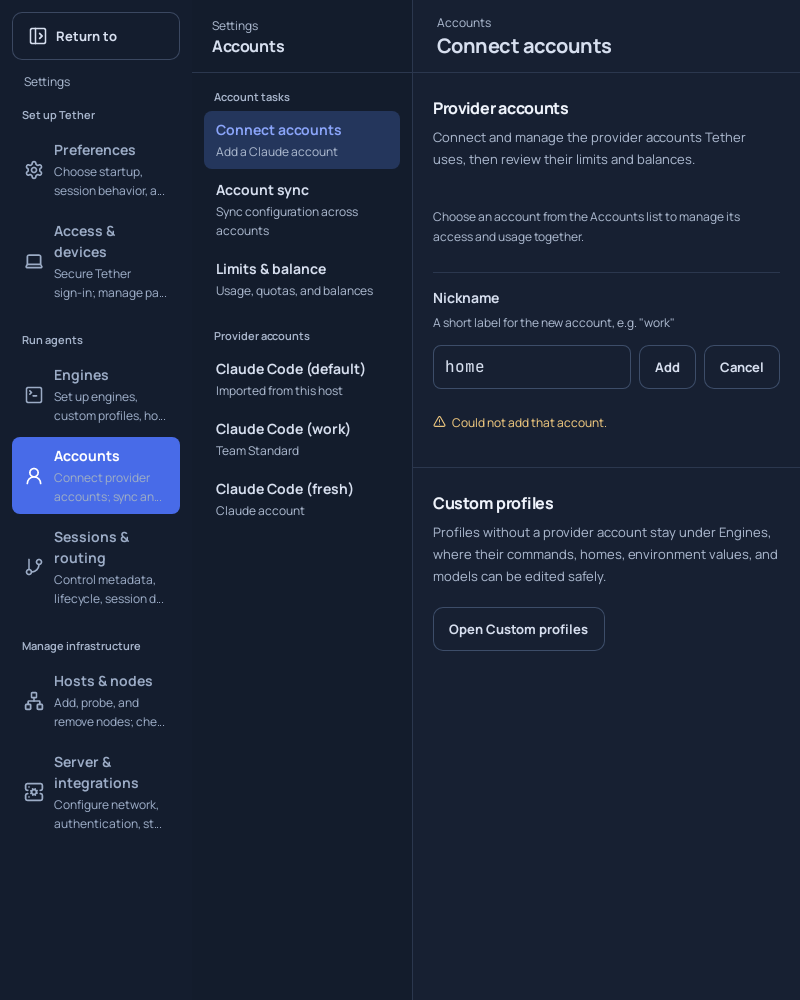 Return to
Settings
Set up Tether
Preferences
Choose startup,
session behavior, a...
Access &
devices
Secure Tether
sign-in; manage pa...
Run agents
Engines
Set up engines,
custom profiles, ho...
Accounts
Connect provider
accounts; sync an...
Sessions &
routing
Control metadata,
lifecycle, session d...
Manage infrastructure
Hosts & nodes
Add, probe, and
remove nodes; che...
Server &
integrations
Configure network,
authentication, st...
Settings
Accounts
Account tasks
Connect accounts
Add a Claude account
Account sync
Sync configuration across
accounts
Limits & balance
Usage, quotas, and balances
Provider accounts
Claude Code (default)
Imported from this host
Claude Code (work)
Team Standard
Claude Code (fresh)
Claude account
Accounts
Connect accounts
Provider accounts
Connect and manage the provider accounts Tether
uses, then review their limits and balances.
Choose an account from the Accounts list to manage its
access and usage together.
Nickname
A short label for the new account, e.g. "work"
home
Add
Cancel
Could not add that account.
Custom profiles
Profiles without a provider account stay under Engines,
where their commands, homes, environment values, and
models can be edited safely.
Open Custom profiles